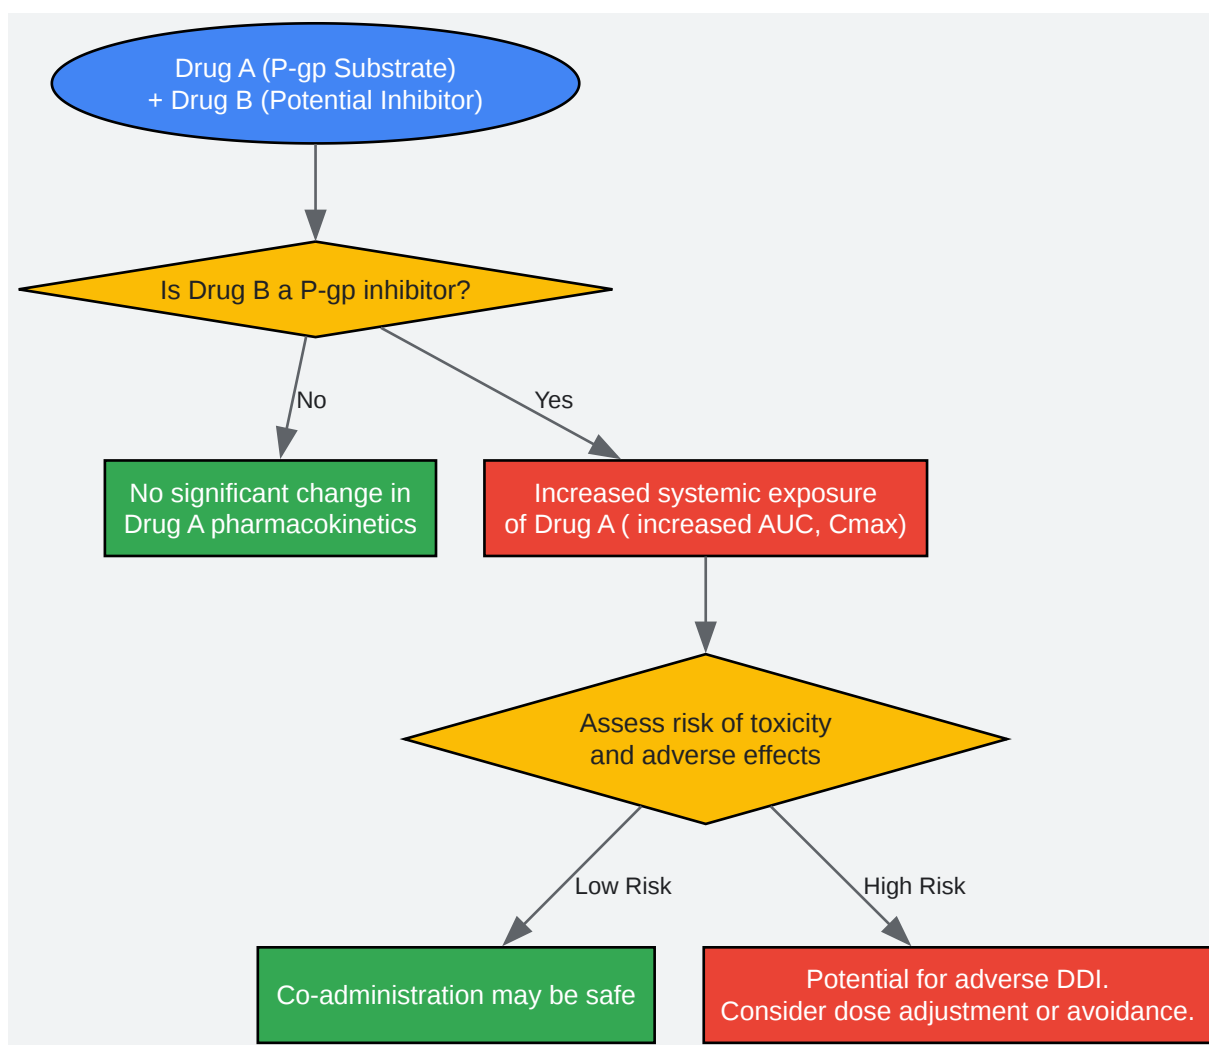 Drug A (P-gp Substrate)
+ Drug B (Potential Inhibitor)
Is Drug B a P-gp inhibitor?
No
Yes
No significant change in
Drug A pharmacokinetics
Increased systemic exposure
of Drug A ( increased AUC, Cmax)
Assess risk of toxicity
and adverse effects
Low Risk
High Risk
Co-administration may be safe
Potential for adverse DDI.
Consider dose adjustment or avoidance.